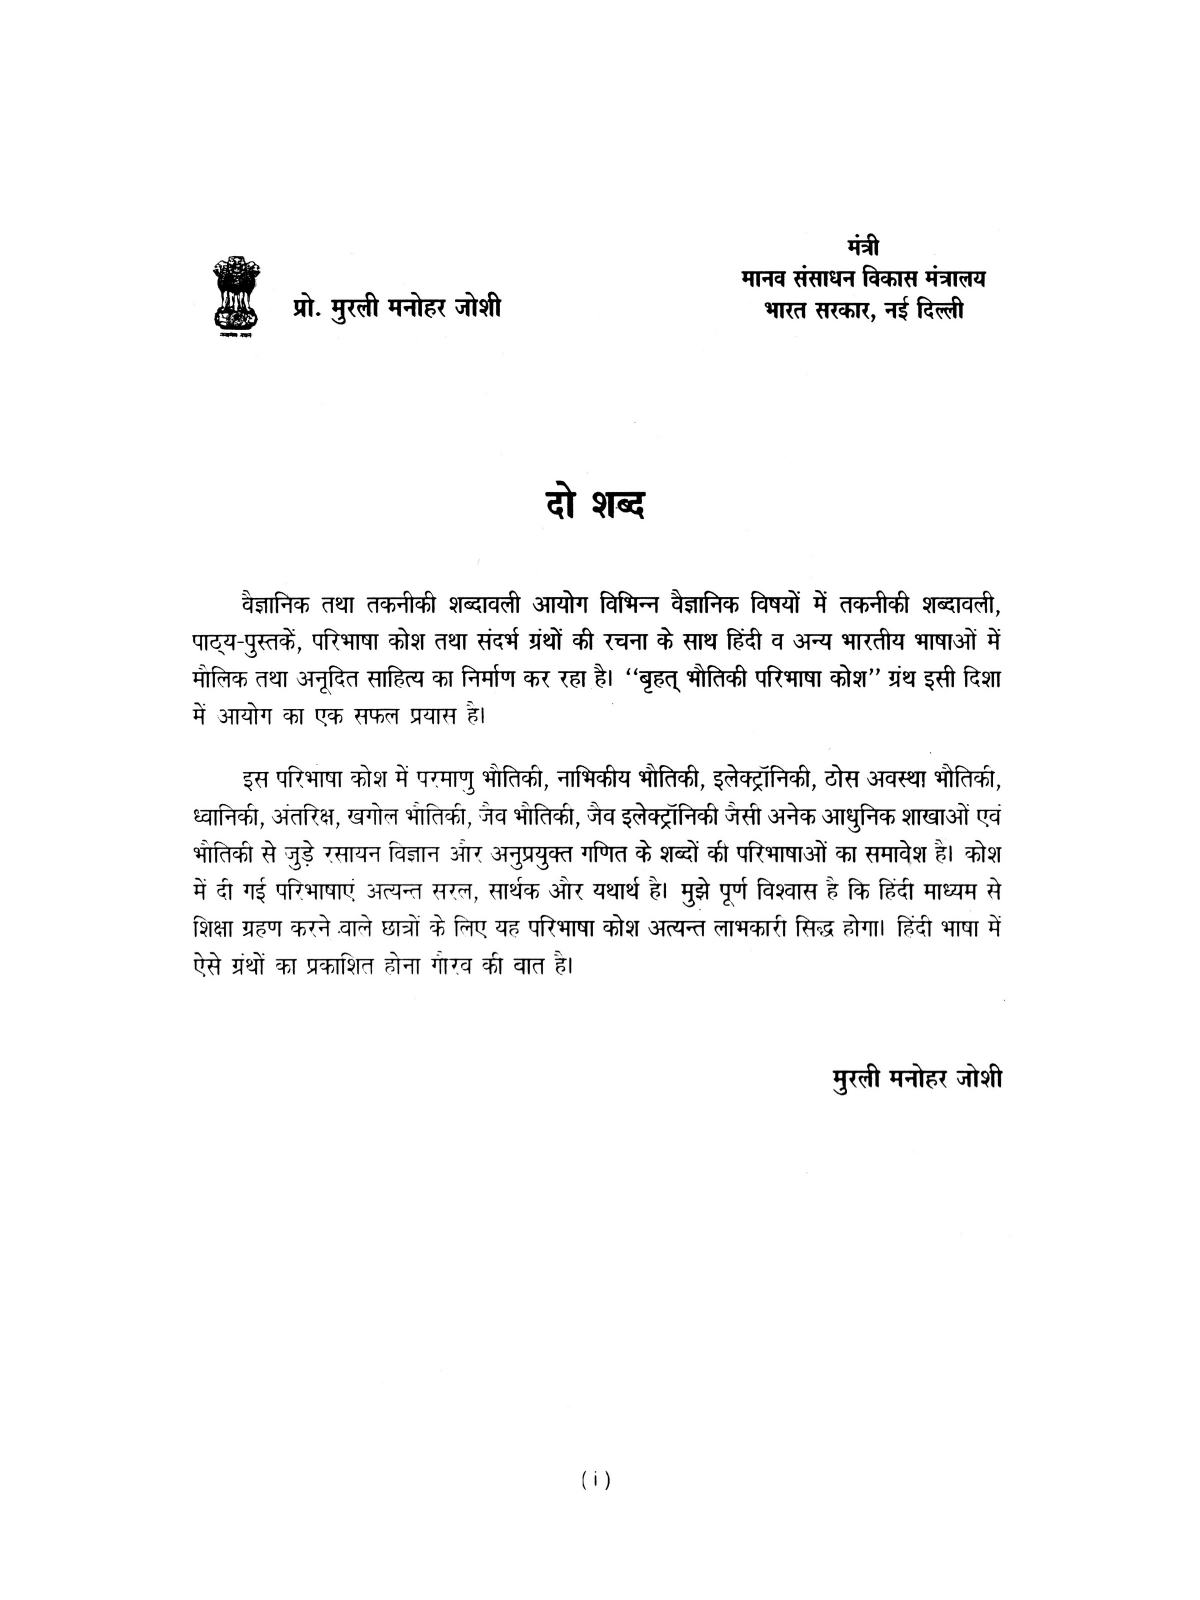 मंत्री
मानव संसाधन विकास मंत्रालय
प्रो. मुरली मनोहर जोशी
भारत सरकार, नई दिल्ली
दो शब्द
वैज्ञानिक तथा तकनीकी शब्दावली आयोग विभिन्न वैज्ञानिक विषयों में तकनीकी शब्दावली,
पाठ्य-पुस्तकें, परिभाषा कोश तथा संदर्भ ग्रंथों की रचना के साथ हिंदी व अन्य भारतीय भाषाओं में
मौलिक तथा अनूदित साहित्य का निर्माण कर रहा है। “बृहत् भौतिकी परिभाषा कोश” ग्रंथ इसी दिशा
में आयोग का एक सफल प्रयास है।
इस परिभाषा कोश में परमाणु भौतिकी, नाभिकीय भौतिकी, इलेक्ट्रॉनिकी, ठोस अवस्था भौतिकी,
ध्वानिकी, अंतरिक्ष, खगोल भौतिकी, जैव भौतिकी, जैव इलेक्ट्रॉनिकी जैसी अनेक आधुनिक शाखाओं एवं
भौतिकी से जुड़े रसायन विज्ञान और अनुप्रयुक्त गणित के शब्दों की परिभाषाओं का समावेश है। कोश
में दी गई परिभाषाएं अत्यन्त सरल, सार्थक और यथार्थ है। मुझे पूर्ण विश्वास है कि हिंदी माध्यम से
शिक्षा ग्रहण करने वाले छात्रों के लिए यह परिभाषा कोश अत्यन्त लाभकारी सिद्ध होगा। हिंदी भाषा में
ऐसे ग्रंथों का प्रकाशित होना गौरव की बात है।
मुरली मनोहर जोशी
(i)